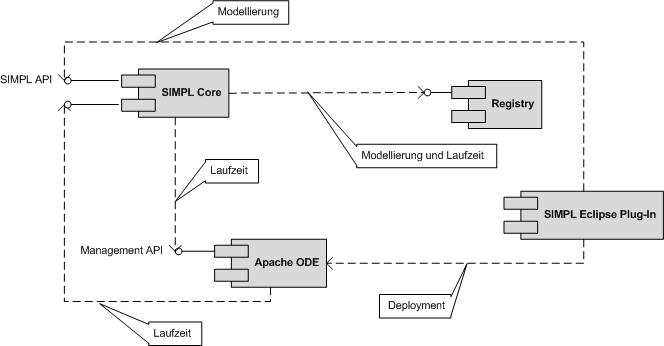 Modellierung
SIMPL API
SIMPL Core
Registry
Modellierung und Laufzeit
Laufzeit
SIMPL Eclipse Plug-In
Management API
Apache ODE
Deployment
Laufzeit